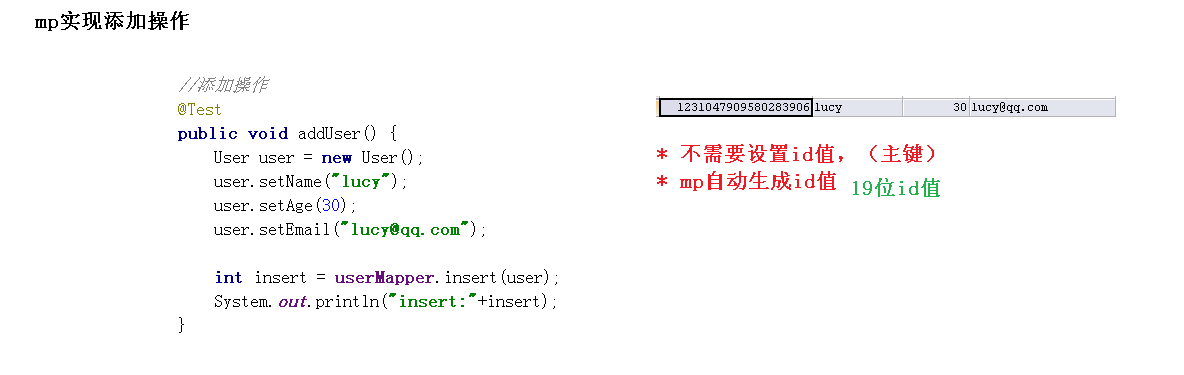 mp实现添加操作
//添加操作
@Test
public void addUser() {
User user = new User();
user.setName("lucy");
user.setAge(30);
user.setEmail("lucy@qq.com");
int insert = userMapper.insert(user);
System.out.println("insert:"+insert);
}
1231047909580283906 lucy 30 lucy@qq.com
* 不需要设置id值，（主键）
* mp自动生成id值 19位id值